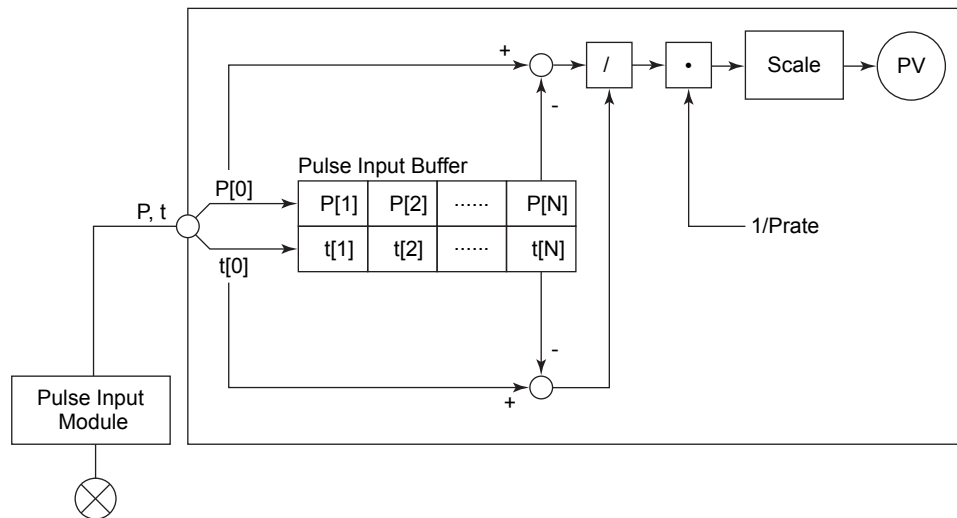 +
/
•
Scale
PV
-
Pulse Input Buffer
P[0]
P[1] P[2] ······ P[N]
P, t
1/Prate
t[1] t[2] ······ t[N]
t[0]
-
+
Pulse Input
Module